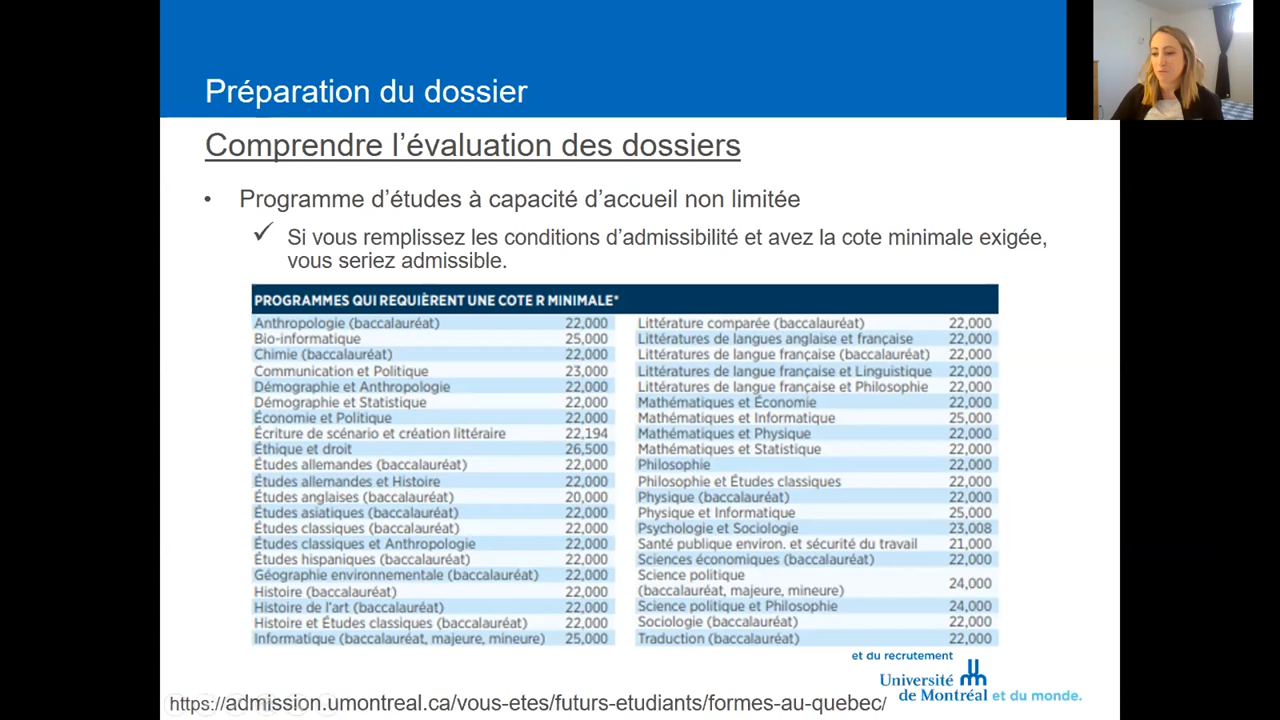 Préparation du dossier
Comprendre l'évaluation des dossiers
• Programme d'études à capacité d'accueil non limitée
✓ Si vous remplissez les conditions d'admissibilité et avez la cote minimale exigée,
vous seriez admissible.
PROGRAMMES QUI REQUIÈRENT UNE COTE R MINIMALE*
Anthropologie (baccalauréat) 22,000
Bio-informatique 25,000
Chimie (baccalauréat) 22,000
Communication et Politique 23,000
Démographie et Anthropologie 22,000
Démographie et Statistique 22,000
Économie et Politique 22,000
Écriture de scénario et création littéraire 22,194
Éthique et droit 26,500
Études allemandes (baccalauréat) 22,000
Études allemandes et Histoire 22,000
Études anglaises (baccalauréat) 20,000
Études asiatiques (baccalauréat) 22,000
Études classiques (baccalauréat) 22,000
Études classiques et Anthropologie 22,000
Études hispaniques (baccalauréat) 22,000
Géographie environnementale (baccalauréat) 22,000
Histoire (baccalauréat) 22,000
Histoire de l'art (baccalauréat) 22,000
Histoire et Études classiques (baccalauréat) 22,000
Informatique (baccalauréat, majeure, mineure) 25,000
Littérature comparée (baccalauréat) 22,000
Littératures de langues anglaise et française 22,000
Littératures de langue française (baccalauréat) 22,000
Littératures de langue française et Linguistique 22,000
Littératures de langue française et Philosophie 22,000
Mathématiques et Économie 22,000
Mathématiques et Informatique 25,000
Mathématiques et Physique 22,000
Mathématiques et Statistique 22,000
Philosophie 22,000
Philosophie et Études classiques 22,000
Physique (baccalauréat) 22,000
Physique et Informatique 25,000
Psychologie et Sociologie 23,008
Santé publique environ. et sécurité du travail 21,000
Sciences économiques (baccalauréat) 22,000
Science politique
(baccalauréat, majeure, mineure) 24,000
Science politique et Philosophie 24,000
Sociologie (baccalauréat) 22,000
Traduction (baccalauréat) 22,000
et du recrutement
Université
de Montréal et du monde.
https://admission.umontreal.ca/vous-etes/futurs-etudiants/formes-au-quebec/